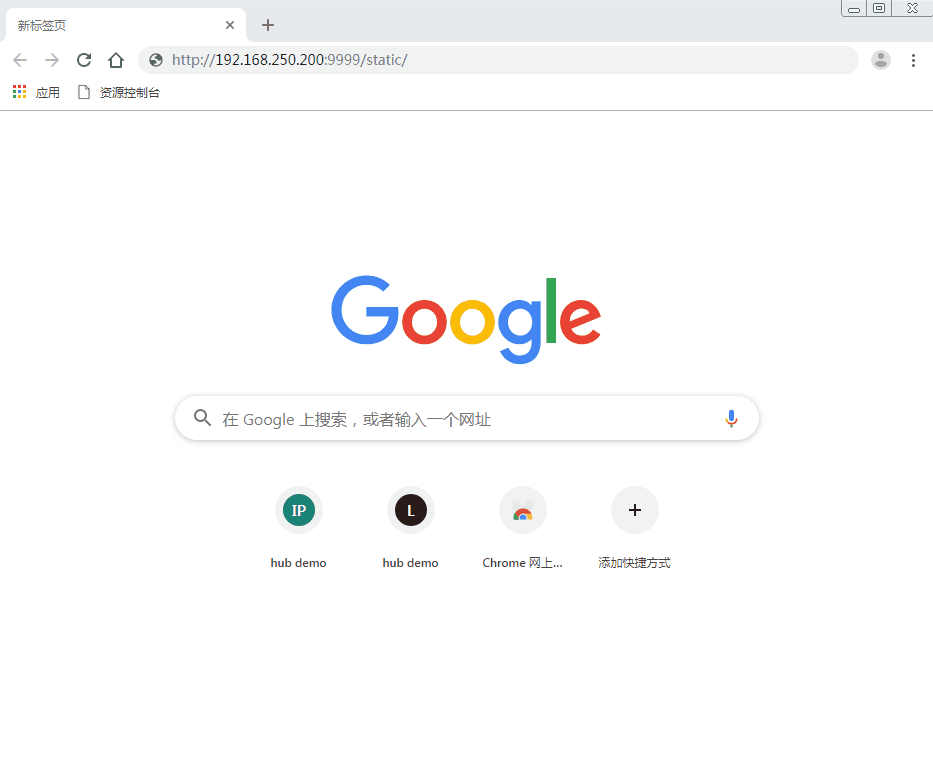 新标签页
http://192.168.250.200:9999/static/
应用 资源控制台
Google
在 Google 上搜索，或者输入一个网址
IP L
hub demo hub demo Chrome 网上... 添加快捷方式